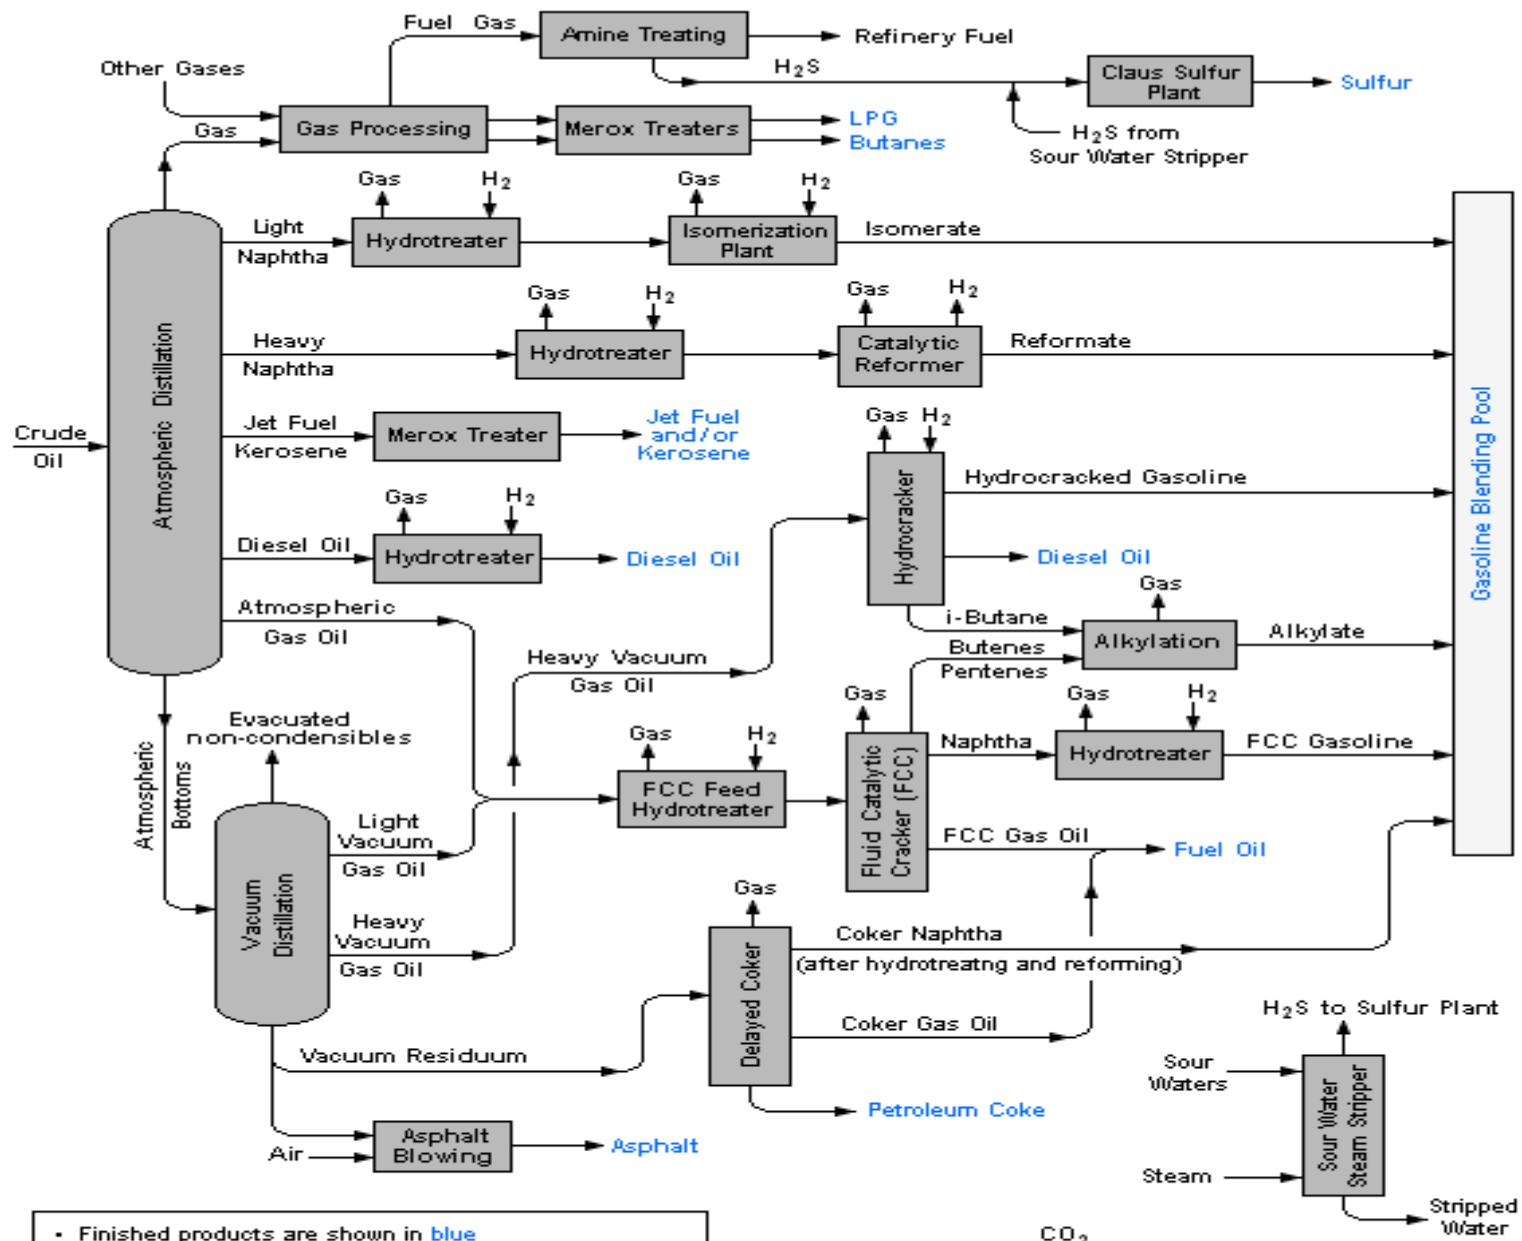 Fuel Gas
Amine Treating
Refinery Fuel
Other Gases
H2S
Claus Sulfur
Plant
Sulfur
Gas
Gas Processing
Merox Treaters
LPG
Butanes
H2S from
Sour Water Stripper
Gas
H2
Gas
H2
Light
Naphtha
Hydrotreater
Isomerization
Plant
Isomerate
Gas
H2
Gas
H2
Heavy
Naphtha
Hydrotreater
Catalytic
Reformer
Reformate
Atmospheric Distillation
Crude
Oil
Jet Fuel
Kerosene
Merox Treater
Jet Fuel
and/or
Kerosene
Gas
H2
Hydrocracker
Hydrocracked Gasoline
Gasoline Blending Pool
Gas
H2
Diesel Oil
Hydrotreater
Diesel Oil
Diesel Oil
Gas
Atmospheric
Gas Oil
i-Butane
Butenes
Pentenes
Alkylation
Alkylate
Heavy Vacuum
Gas Oil
Evacuated
non-condensibles
Atmospheric
Bottoms
Gas
H2
FCC Feed
Hydrotreater
Gas
Fluid Catalytic
Cracker (FCC)
Naphtha
Gas
H2
Hydrotreater
FCC Gasoline
Light
Vacuum
Gas Oil
FCC Gas Oil
Fuel Oil
Vacuum
Distillation
Heavy
Vacuum
Gas Oil
Gas
Delayed Coker
Coker Naphtha
(after hydrotreatng and reforming)
Coker Gas Oil
Vacuum Residuum
Petroleum Coke
H2S to Sulfur Plant
Sour
Waters
Sour Water
Steam Stripper
Steam
Stripped
Water
Air
Asphalt
Blowing
Asphalt
• Finished products are shown in blue
CO2